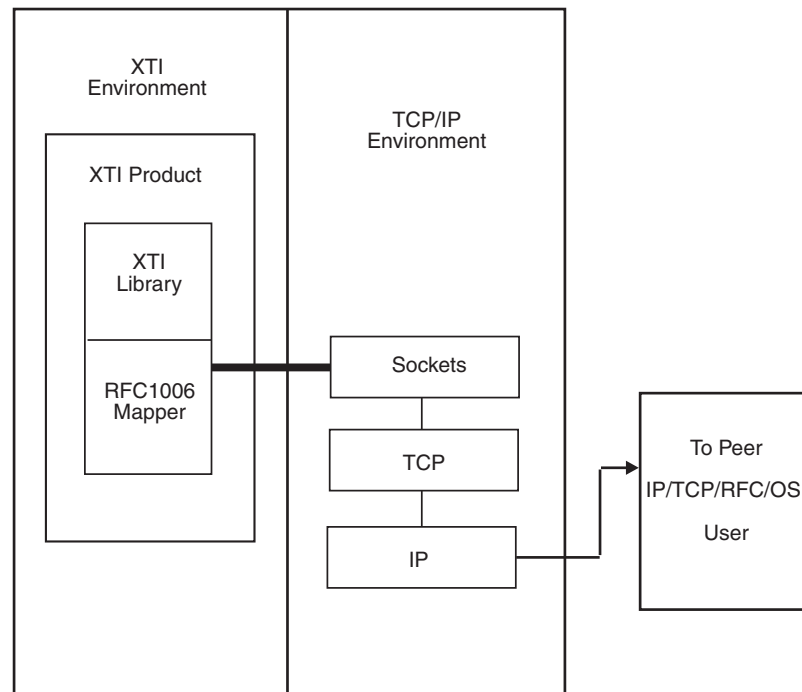 XTI
Environment
XTI Product
XTI
Library
RFC1006
Mapper
TCP/IP
Environment
Sockets
TCP
IP
To Peer
IP/TCP/RFC/OS
User